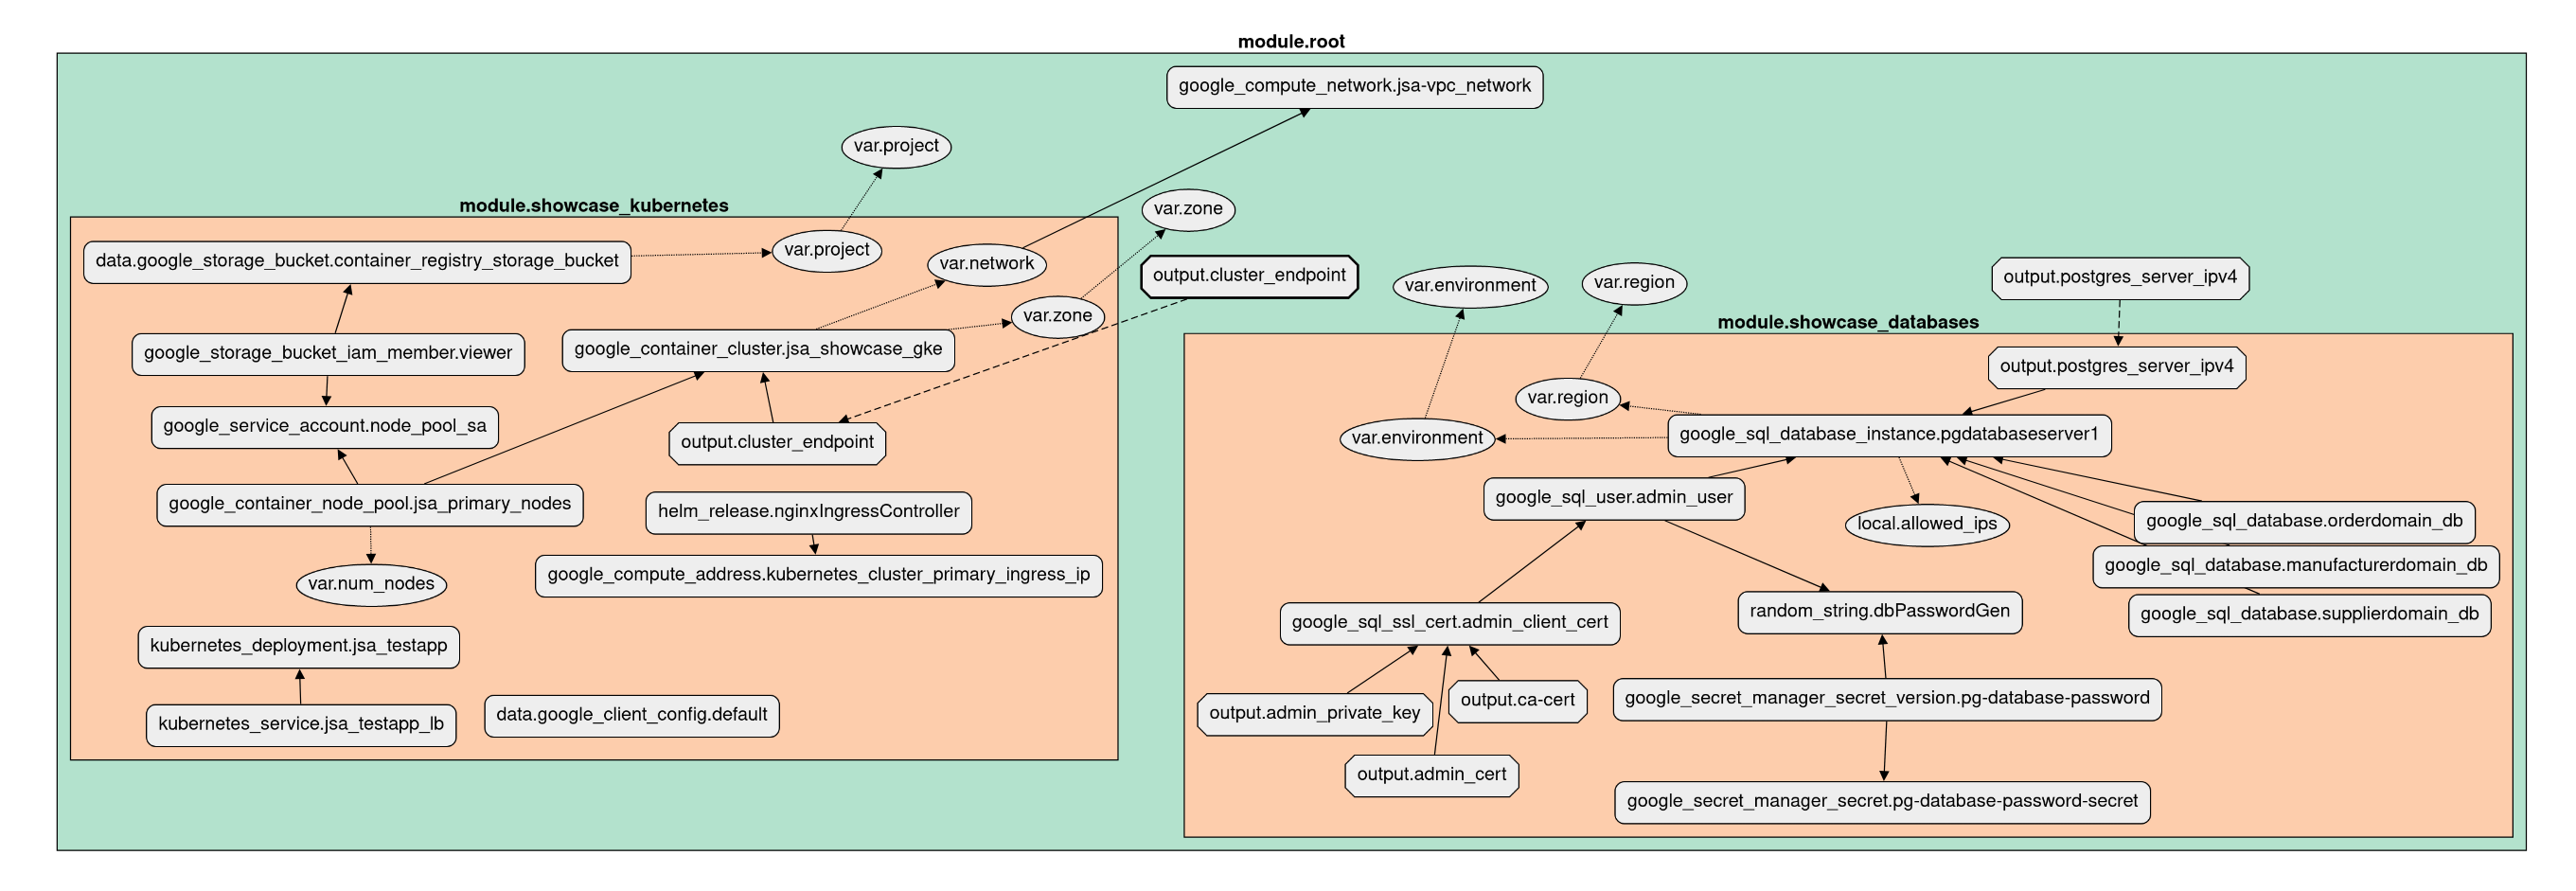 module.root
google_compute_network.jsa-vpc_network
var.project
var.zone
output.cluster_endpoint
var.environment
var.region
output.postgres_server_ipv4
module.showcase_kubernetes
data.google_storage_bucket.container_registry_storage_bucket
var.project
var.network
var.zone
google_storage_bucket_iam_member.viewer
google_container_cluster.jsa_showcase_gke
google_service_account.node_pool_sa
output.cluster_endpoint
google_container_node_pool.jsa_primary_nodes
helm_release.nginxIngressController
var.num_nodes
google_compute_address.kubernetes_cluster_primary_ingress_ip
kubernetes_deployment.jsa_testapp
kubernetes_service.jsa_testapp_lb
data.google_client_config.default
module.showcase_databases
output.postgres_server_ipv4
var.region
var.environment
google_sql_database_instance.pgdatabaseserver1
google_sql_user.admin_user
local.allowed_ips
google_sql_database.orderdomain_db
google_sql_database.manufacturerdomain_db
google_sql_database.supplierdomain_db
google_sql_ssl_cert.admin_client_cert
random_string.dbPasswordGen
output.admin_private_key
output.ca-cert
google_secret_manager_secret_version.pg-database-password
output.admin_cert
google_secret_manager_secret.pg-database-password-secret